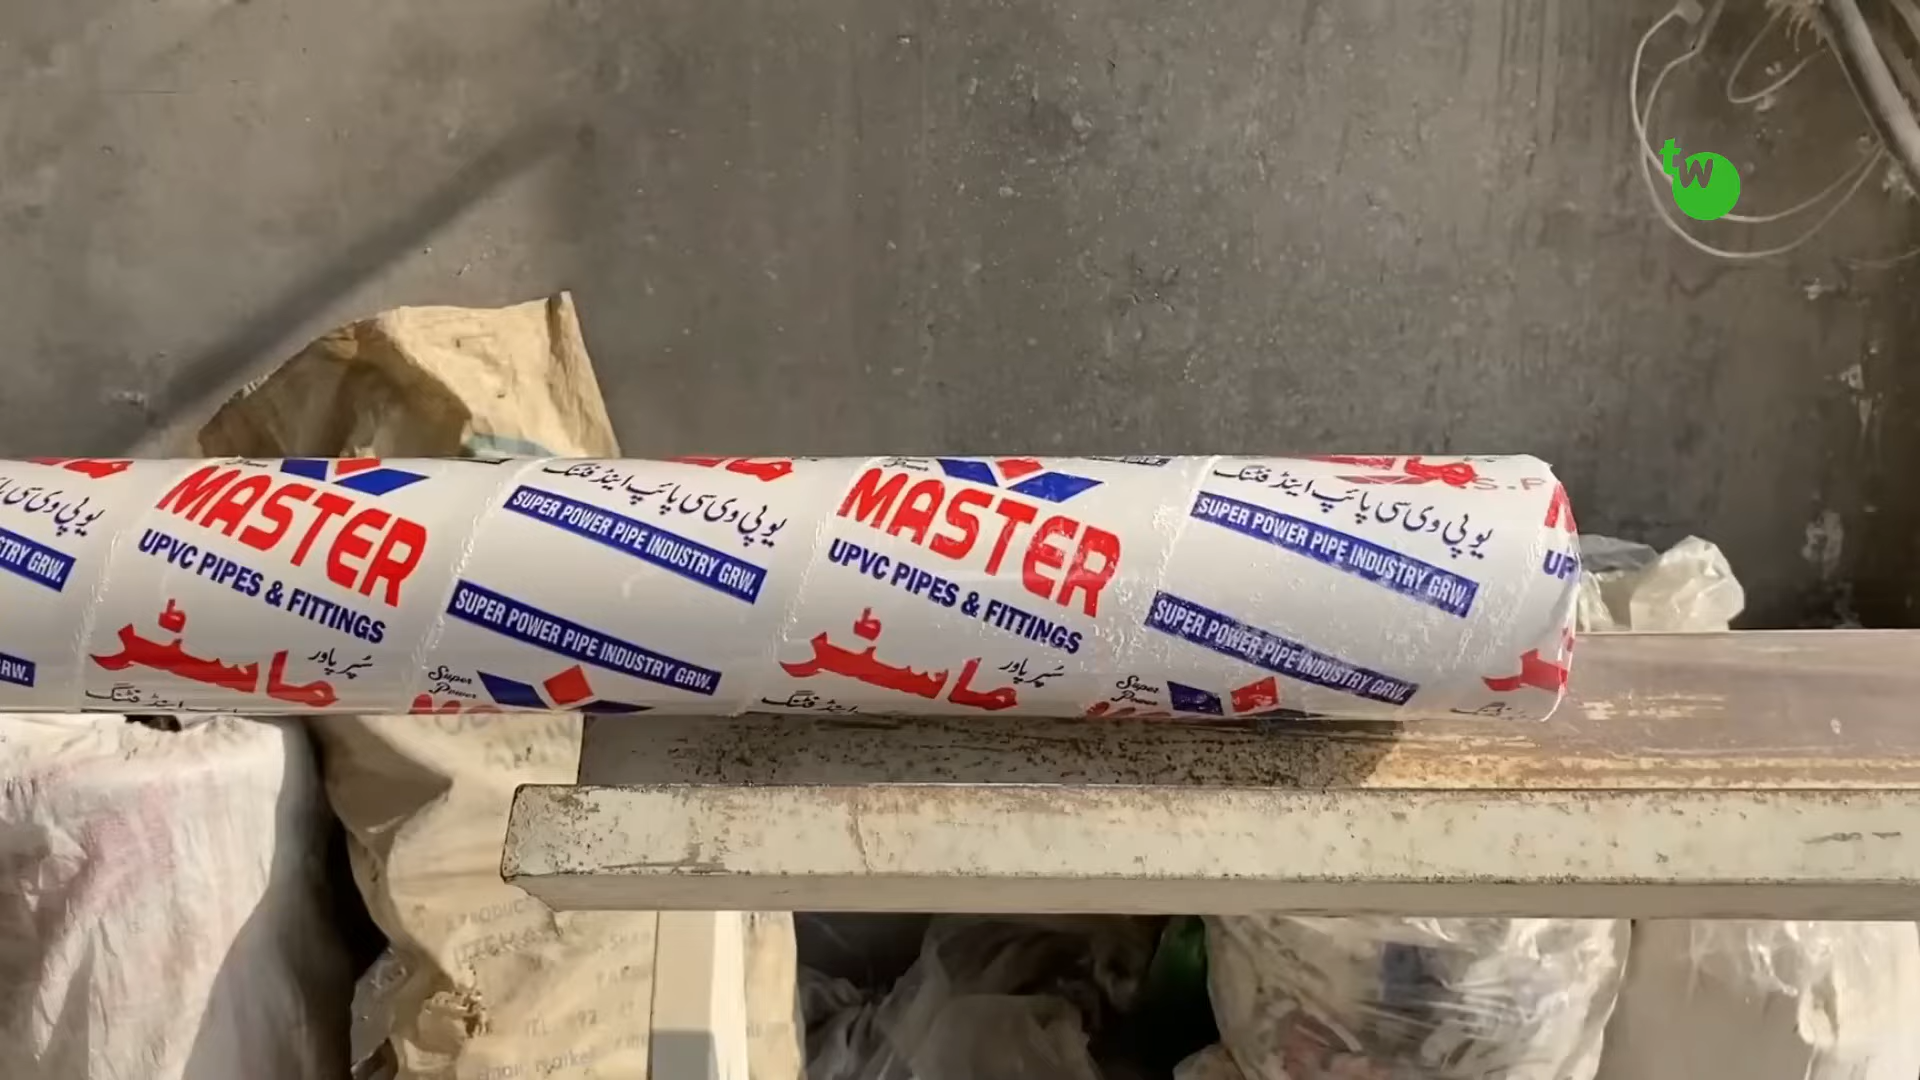 tw
MASTER
UPVC PIPES & FITTINGS
ماسٹر
سپر پاور
یو پی وی سی پائپ اینڈ فٹنگ
SUPER POWER PIPE INDUSTRY GRW.
SUPER POWER PIPE INDUSTRY GRW.
Super
Power
MASTER
UPVC PIPES & FITTINGS
ماسٹر
سپر پاور
یو پی وی سی پائپ اینڈ فٹنگ
SUPER POWER PIPE INDUSTRY GRW.
SUPER POWER PIPE INDUSTRY GRW.
Super
Power